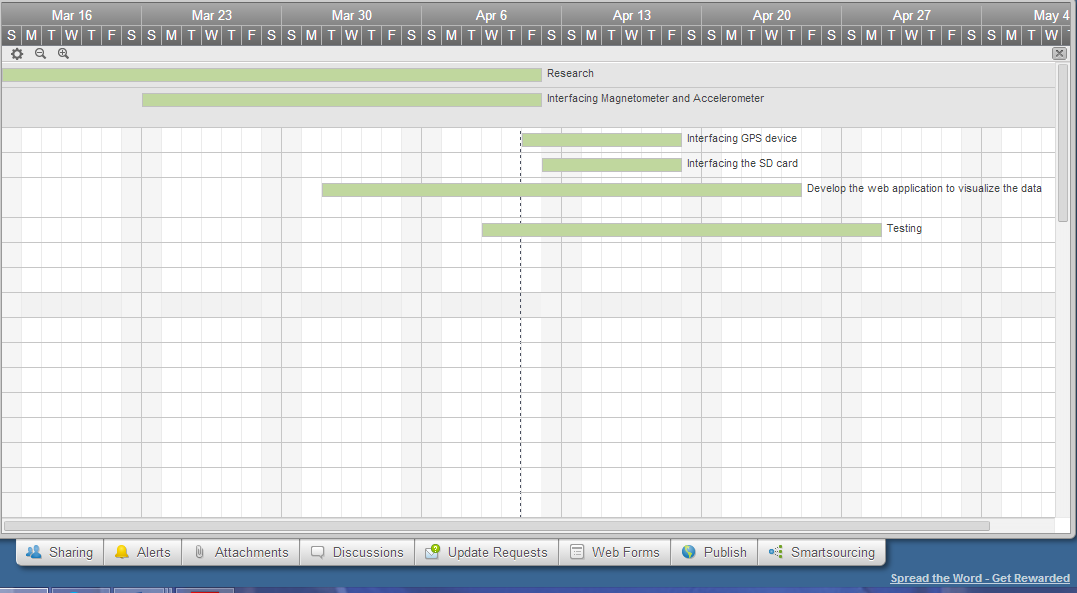 Mar 16 Mar 23 Mar 30 Apr 6 Apr 13 Apr 20 Apr 27 May 4
S M T W T F S S M T W T F S S M T W T F S S M T W T F S S M T W T F S S M T W T F S S M T W T F S S M T W
Research
Interfacing Magnetometer and Accelerometer
Interfacing GPS device
Interfacing the SD card
Develop the web application to visualize the data
Testing
Sharing Alerts Attachments Discussions Update Requests Web Forms Publish Smartsourcing
Spread the Word - Get Rewarded